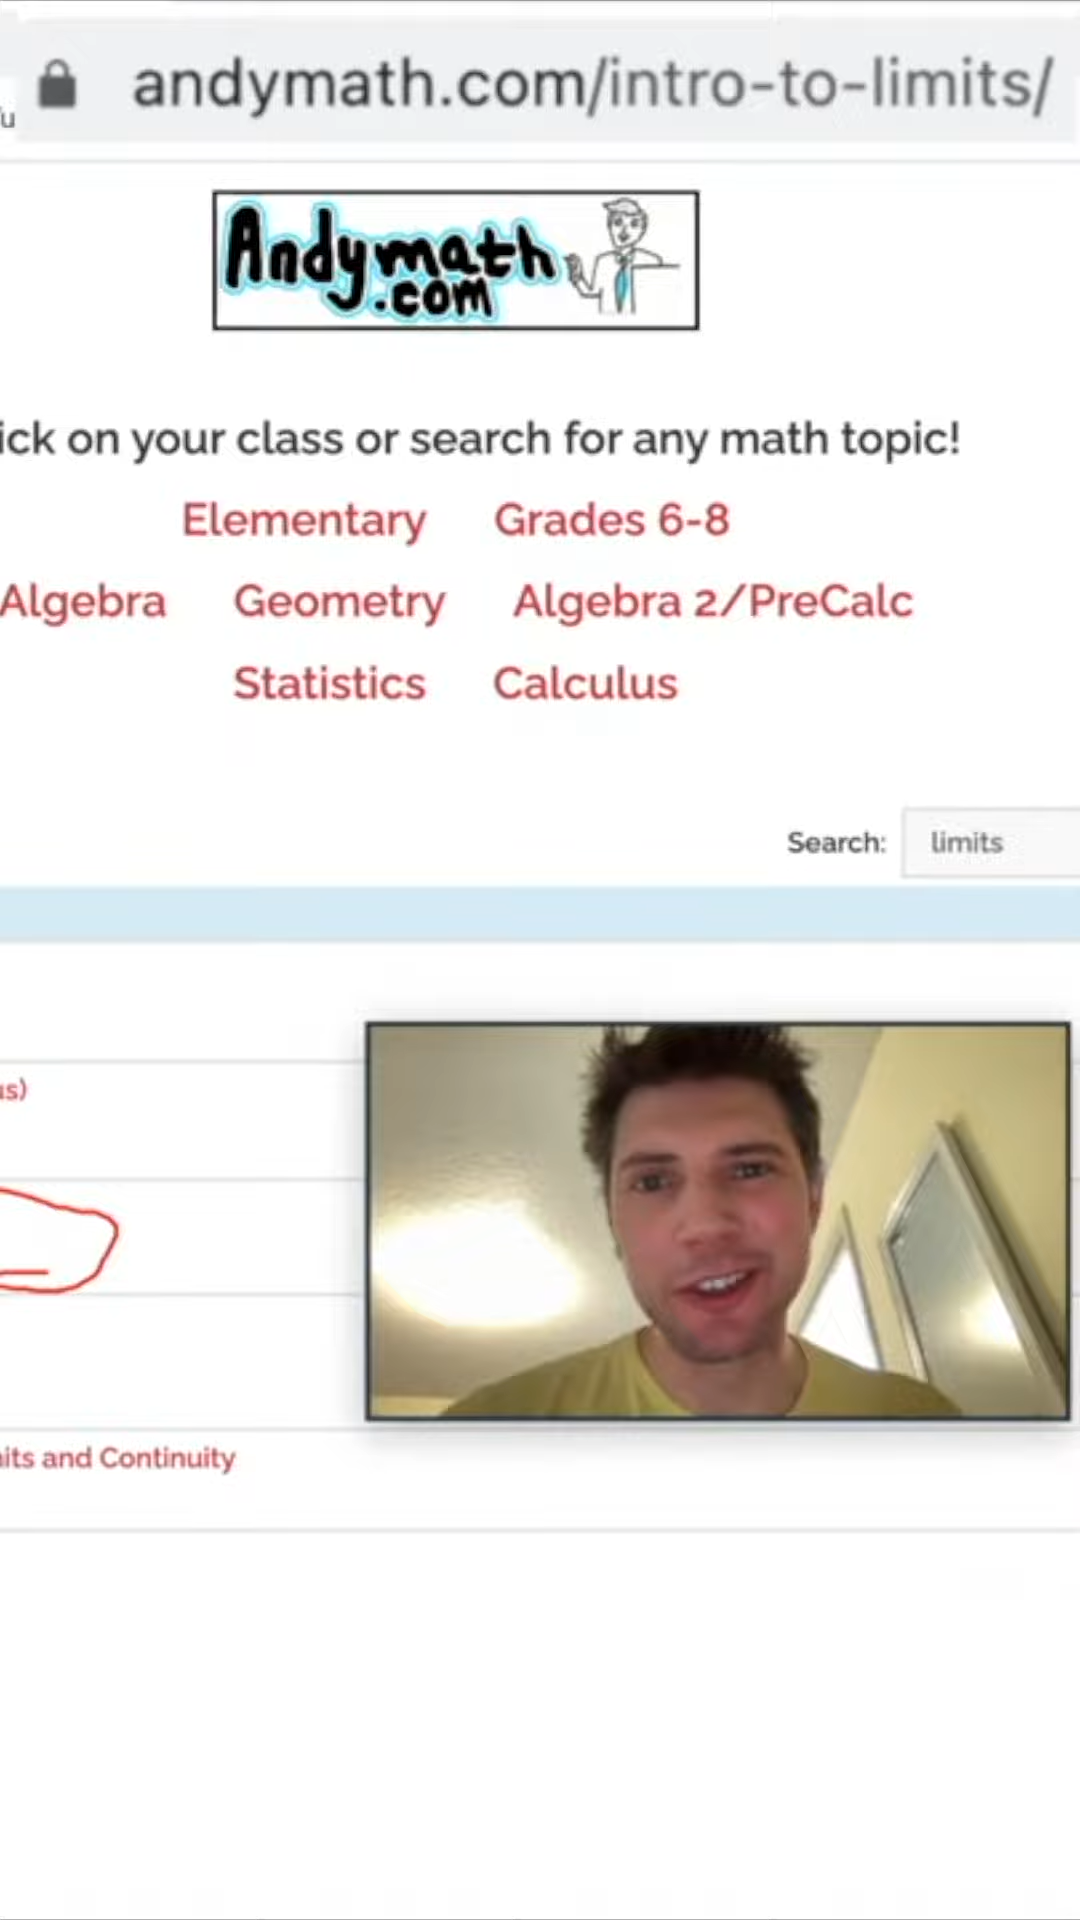 andymath.com/intro-to-limits/
Andymath
.com
ick on your class or search for any math topic!
Elementary Grades 6-8
Algebra Geometry Algebra 2/PreCalc
Statistics Calculus
Search: limits
us)
its and Continuity